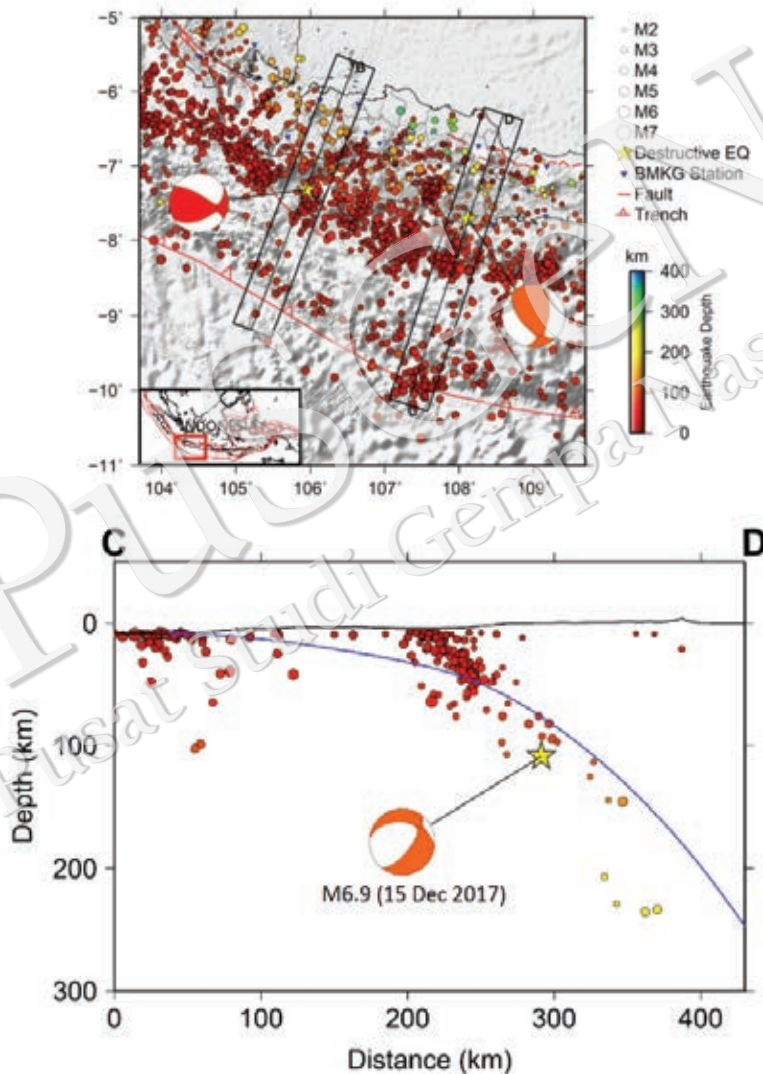 −5°
−6°
−7°
−8°
−9°
−10°
−11°
104°
105°
106°
107°
108°
109°
B
D
M2
M3
M4
M5
M6
M7
Destructive EQ
BMKG Station
Fault
Trench
km
400
300
200
100
0
Earthquake Depth
PusGeN
Pusat Studi Gempa Nas
C
D
0
100
200
300
Depth (km)
M6.9 (15 Dec 2017)
0
100
200
300
400
Distance (km)